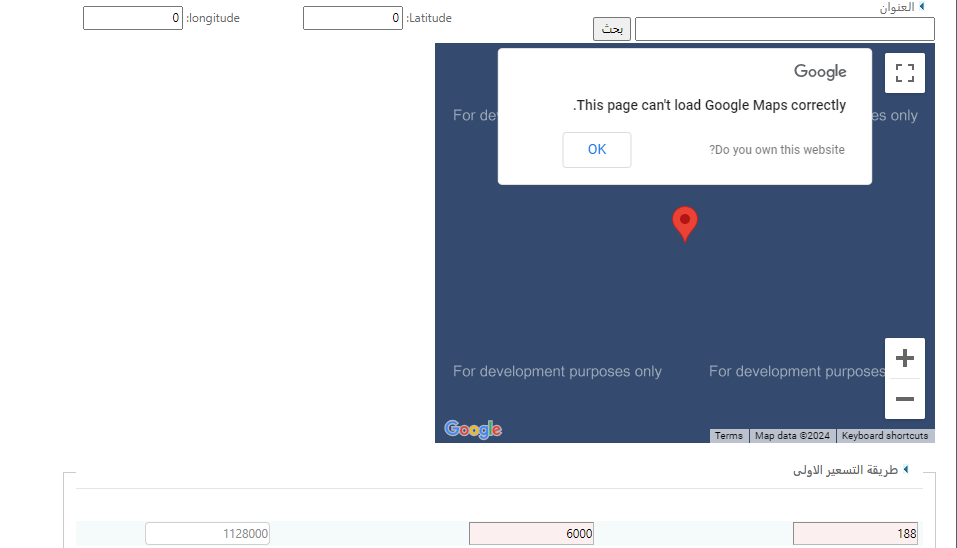 العنوان
بحث
Latitude: 0
longitude: 0
Google
This page can't load Google Maps correctly.
OK
Do you own this website?
For de
es only
For development purposes only
For development purposes
Google
Terms
Map data ©2024
Keyboard shortcuts
طريقة التسعير الاولى
188
6000
1128000